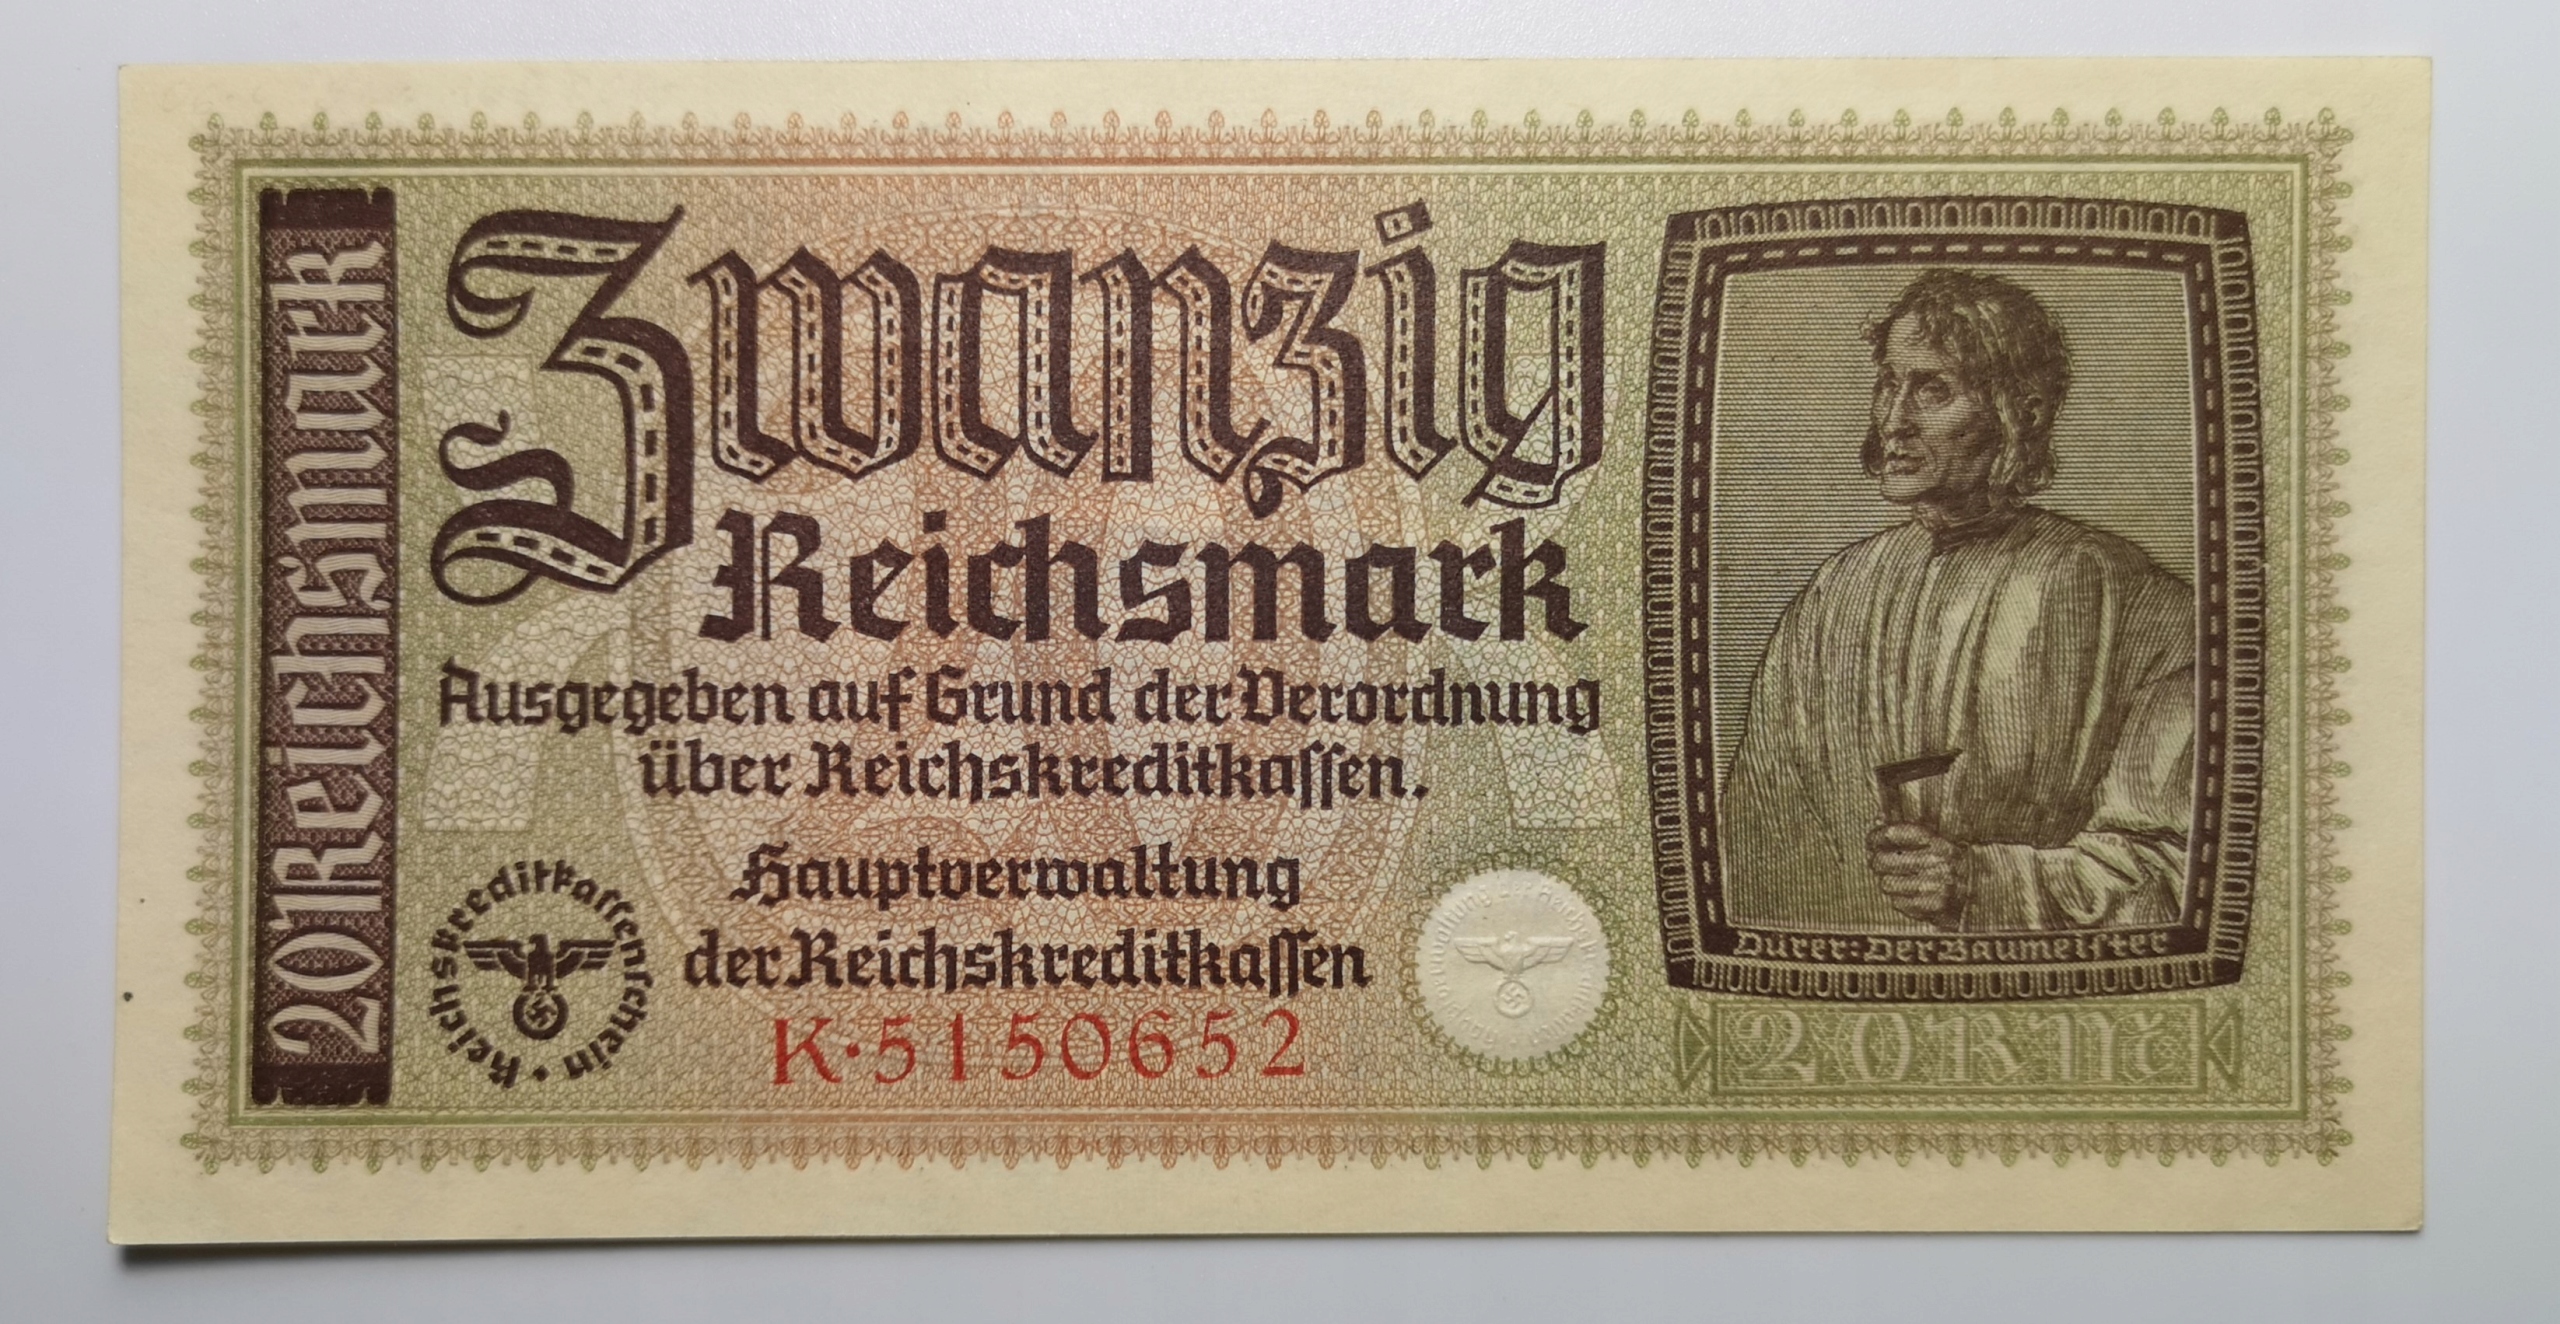 20 Reichsmark
Zwanzig
Reichsmark
Ausgegeben auf Grund der Verordnung
über Reichskreditkaſſen.
Hauptverwaltung
der Reichskreditkaſſen
K·5150652
Reichskreditkaſſenſchein ·
Dürer: Der Baumeiſter
20 RM